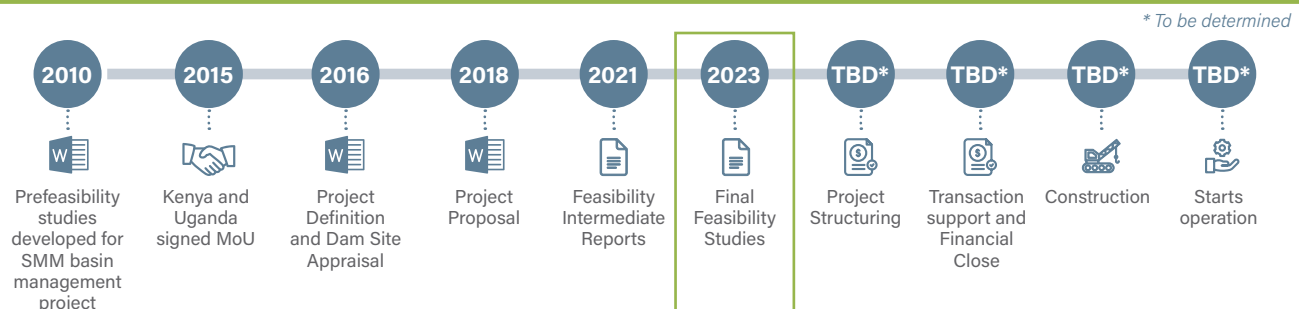 * To be determined
2010
2015
2016
2018
2021
2023
TBD*
TBD*
TBD*
TBD*
W
W
W
Prefeasibility
studies
developed for
SMM basin
management
project
Kenya and
Uganda
signed MoU
Project
Definition
and Dam Site
Appraisal
Project
Proposal
Feasibility
Intermediate
Reports
Final
Feasibility
Studies
Project
Structuring
Transaction
support and
Financial
Close
Construction
Starts
operation